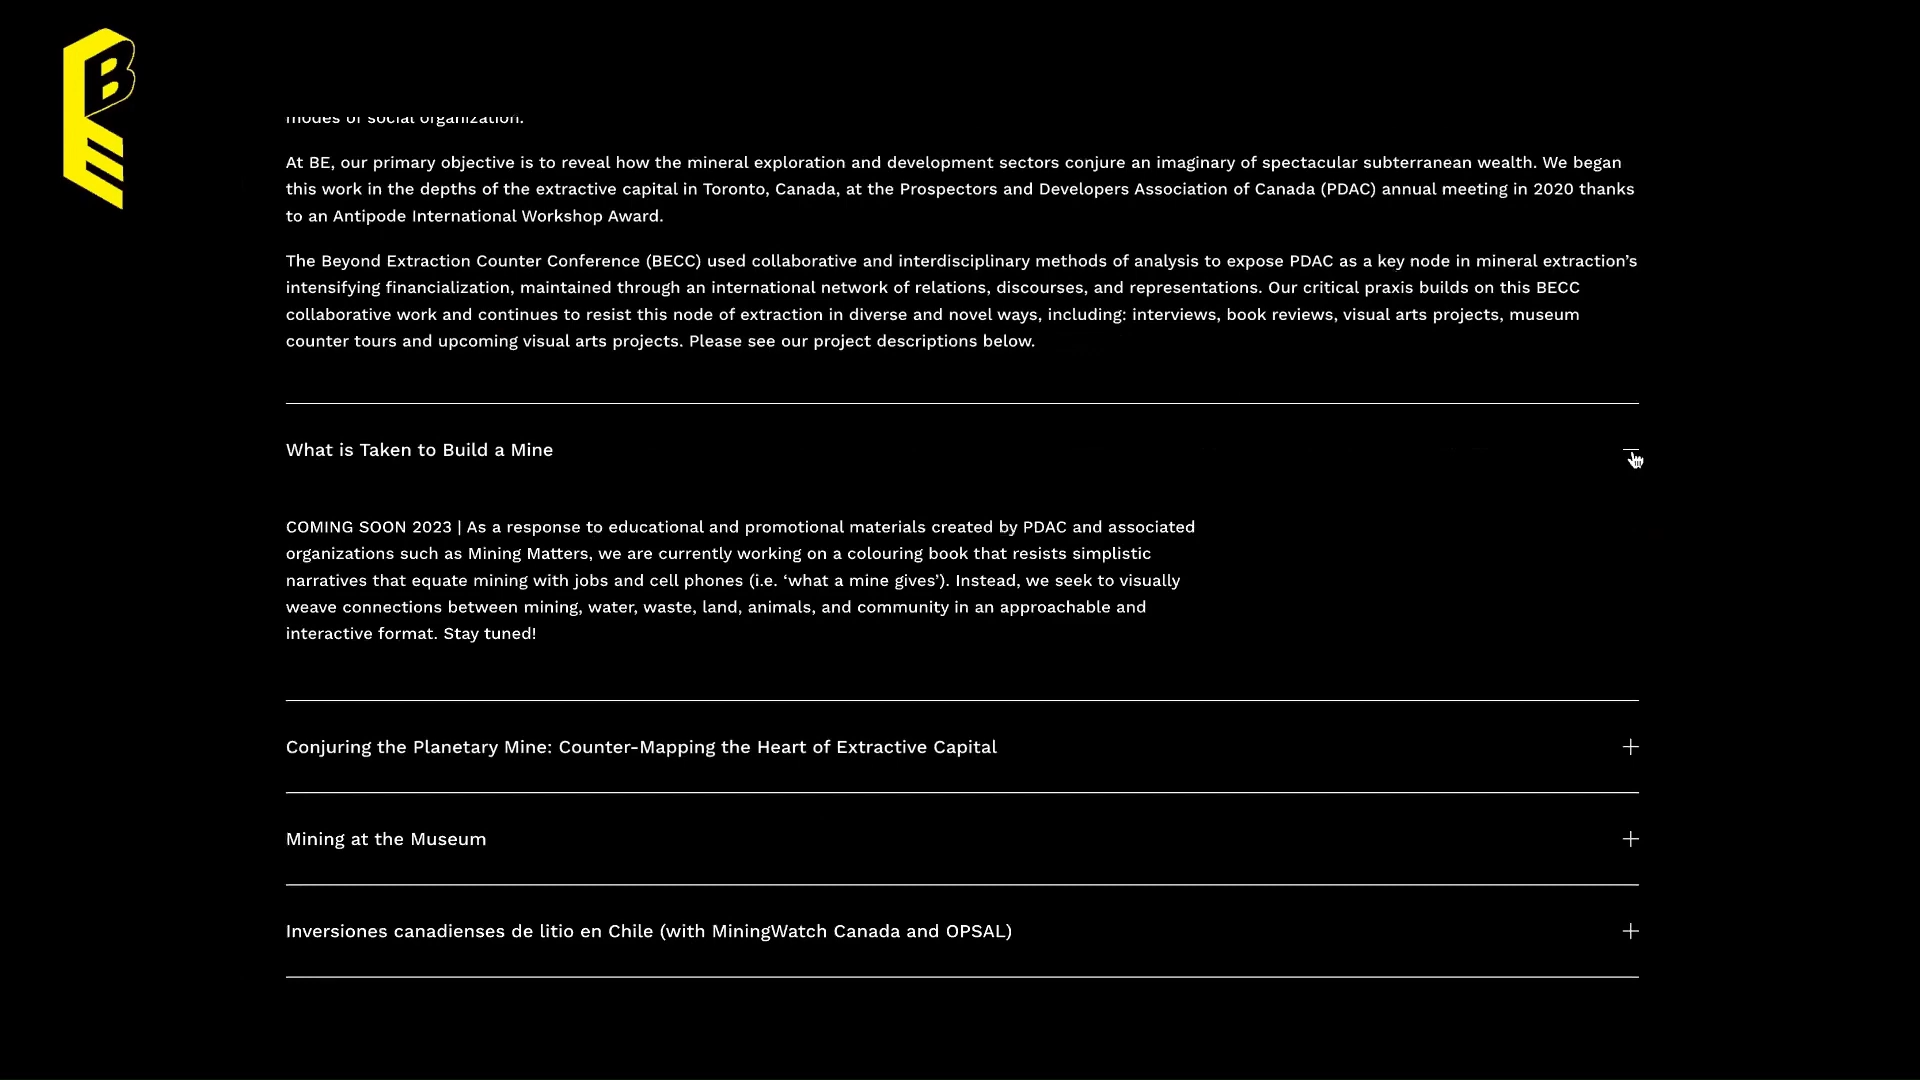 BE
modes of social organization.
At BE, our primary objective is to reveal how the mineral exploration and development sectors conjure an imaginary of spectacular subterranean wealth. We began
this work in the depths of the extractive capital in Toronto, Canada, at the Prospectors and Developers Association of Canada (PDAC) annual meeting in 2020 thanks
to an Antipode International Workshop Award.
The Beyond Extraction Counter Conference (BECC) used collaborative and interdisciplinary methods of analysis to expose PDAC as a key node in mineral extraction’s
intensifying financialization, maintained through an international network of relations, discourses, and representations. Our critical praxis builds on this BECC
collaborative work and continues to resist this node of extraction in diverse and novel ways, including: interviews, book reviews, visual arts projects, museum
counter tours and upcoming visual arts projects. Please see our project descriptions below.
What is Taken to Build a Mine
COMING SOON 2023 | As a response to educational and promotional materials created by PDAC and associated
organizations such as Mining Matters, we are currently working on a colouring book that resists simplistic
narratives that equate mining with jobs and cell phones (i.e. ‘what a mine gives’). Instead, we seek to visually
weave connections between mining, water, waste, land, animals, and community in an approachable and
interactive format. Stay tuned!
Conjuring the Planetary Mine: Counter-Mapping the Heart of Extractive Capital
Mining at the Museum
Inversiones canadienses de litio en Chile (with MiningWatch Canada and OPSAL)